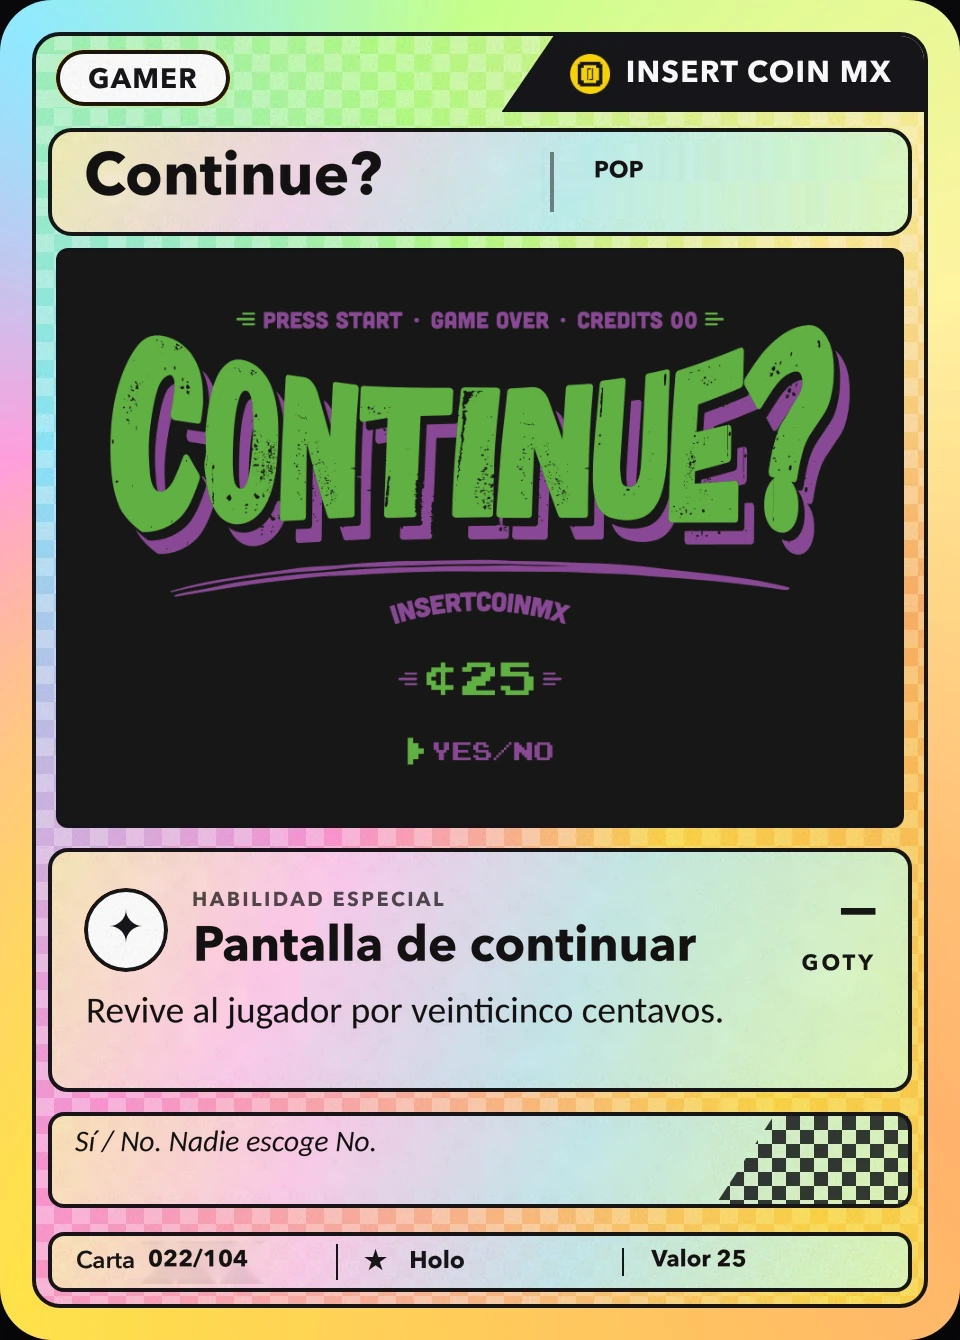 GAMER
INSERT COIN MX
Continue?
POP
PRESS START · GAME OVER · CREDITS 00
CONTINUE?
INSERTCOINMX
¢25
YES/NO
HABILIDAD ESPECIAL
Pantalla de continuar
—
GOTY
Revive al jugador por veinticinco centavos.
Sí / No. Nadie escoge No.
Carta 022/104
★ Holo
Valor 25